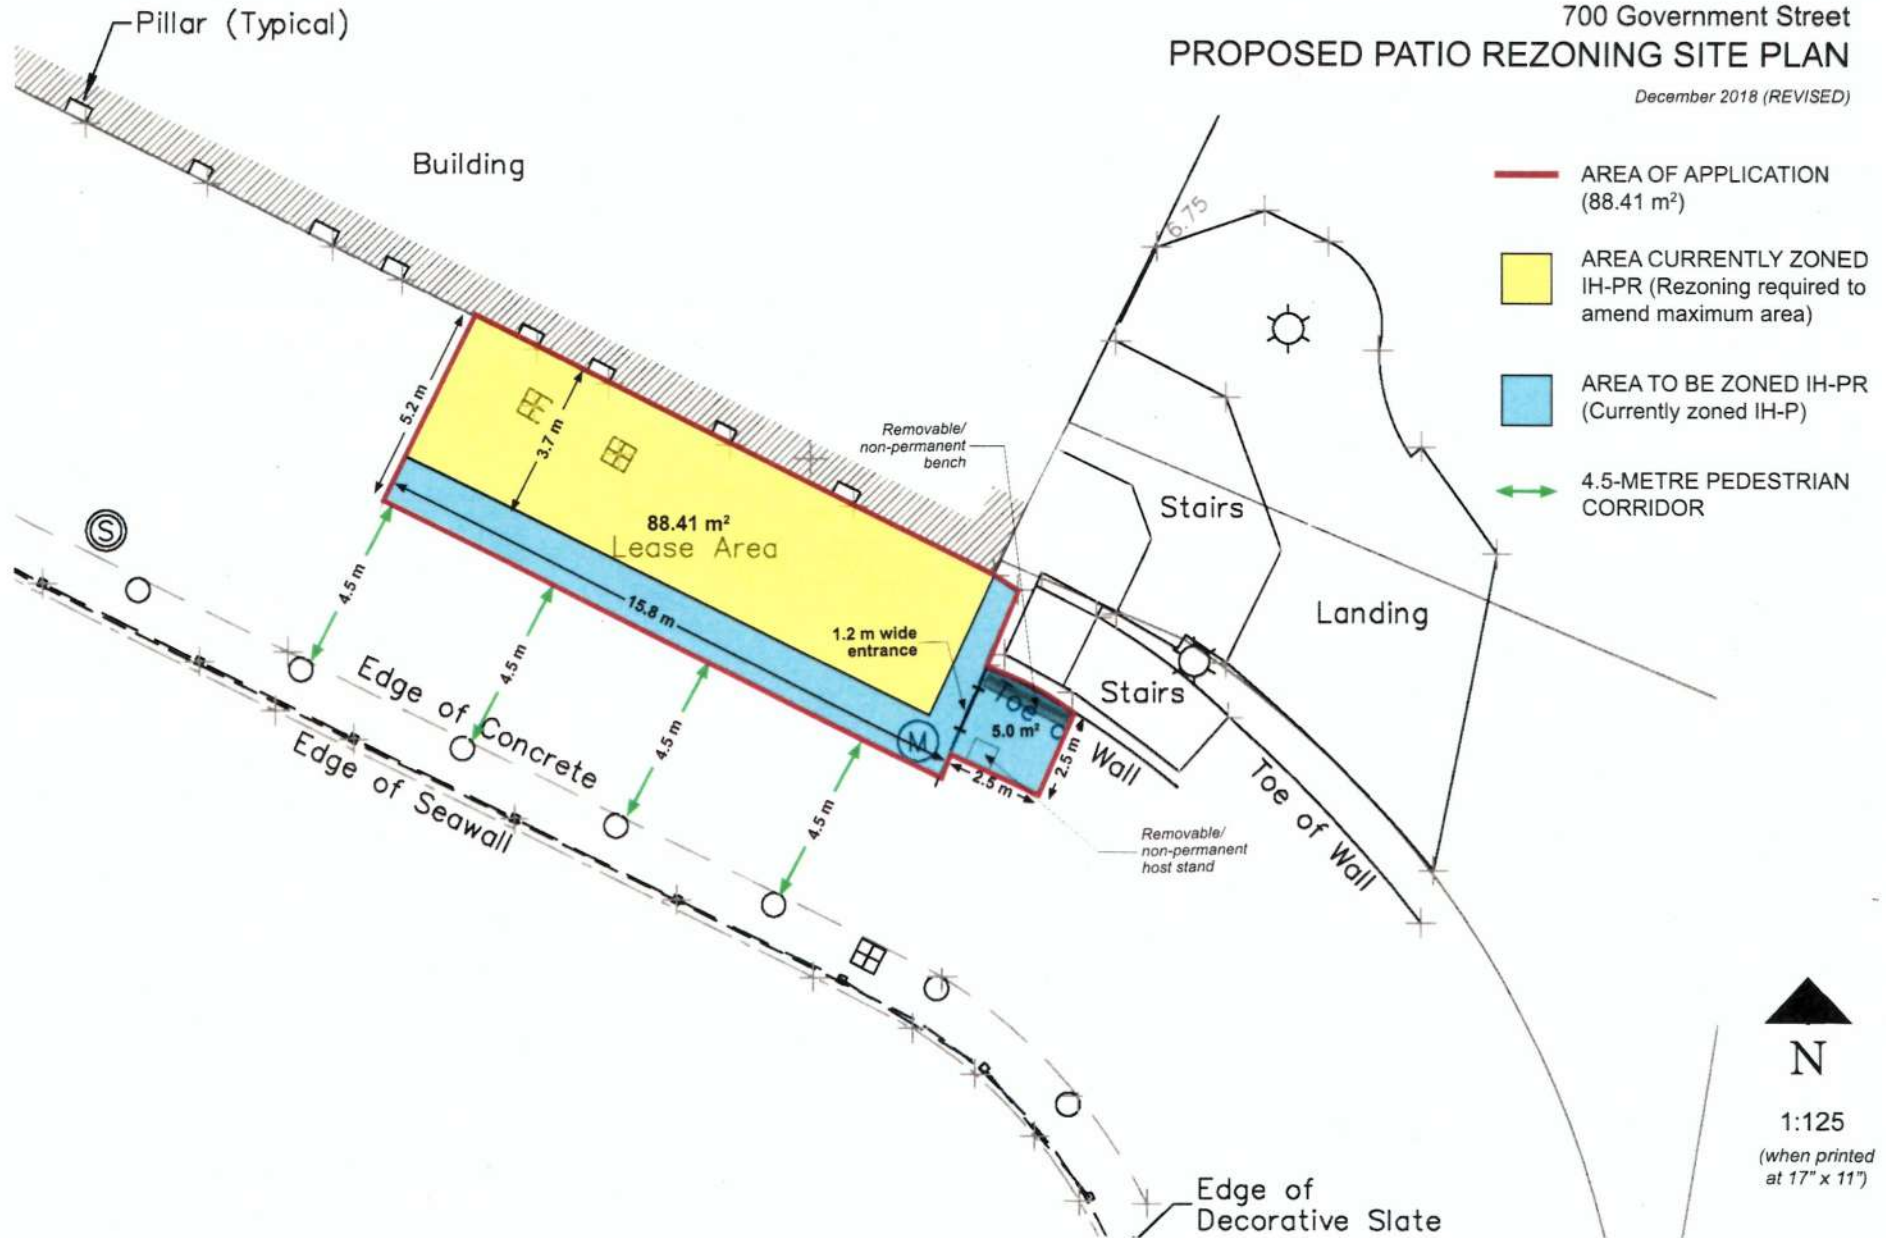 700 Government Street
PROPOSED PATIO REZONING SITE PLAN
December 2018 (REVISED)
Pillar (Typical)
Building
6.75
AREA OF APPLICATION
(88.41 m²)
AREA CURRENTLY ZONED
IH-PR (Rezoning required to
amend maximum area)
AREA TO BE ZONED IH-PR
(Currently zoned IH-P)
4.5-METRE PEDESTRIAN
CORRIDOR
5.2 m
3.7 m
Removable/
non-permanent
bench
Stairs
88.41 m²
Lease Area
S
4.5 m
15.8 m
1.2 m wide
entrance
Landing
4.5 m
Stairs
Toe o
5.0 m²
M
4.5 m
2.5 m
2.5 m
Wall
4.5 m
Edge of Concrete
Edge of Seawall
Toe of Wall
Removable/
non-permanent
host stand
N
1:125
(when printed
at 17" x 11")
Edge of
Decorative Slate